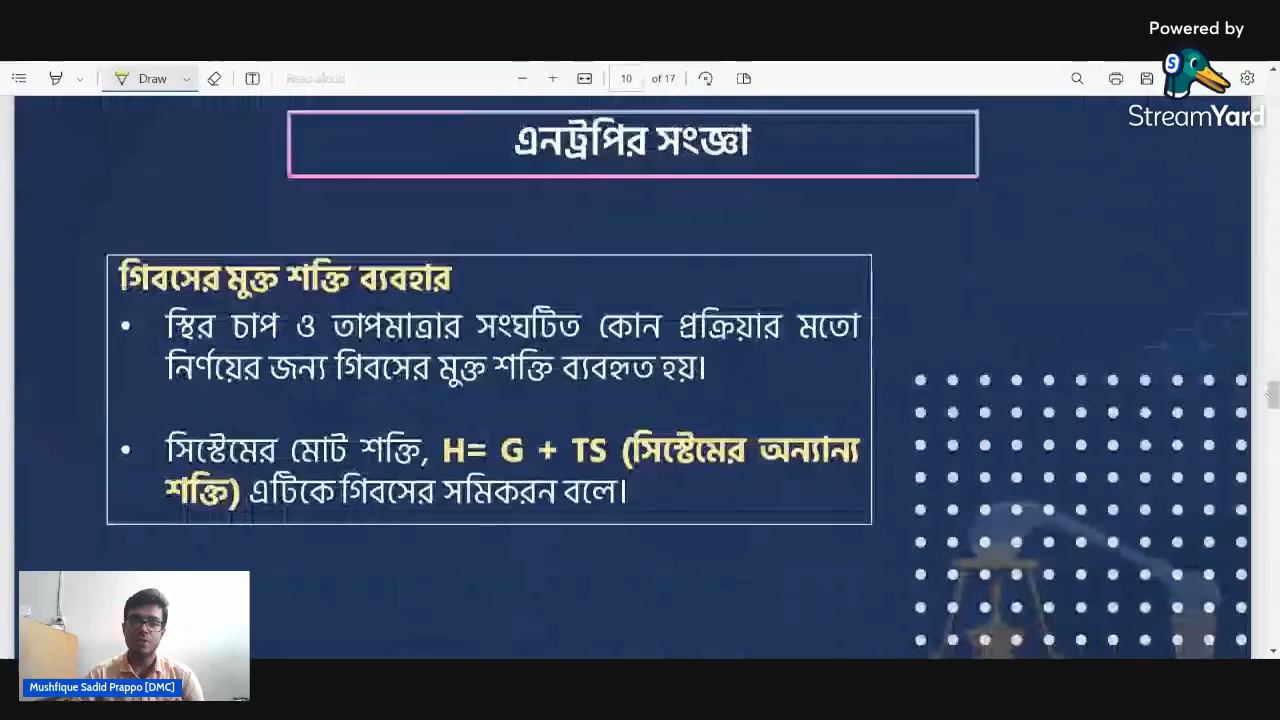 Powered by
StreamYard
Draw
Read aloud
10 of 17
এনট্রপির সংজ্ঞা
গিবসের মুক্ত শক্তি ব্যবহার
• স্থির চাপ ও তাপমাত্রার সংঘটিত কোন প্রক্রিয়ার মতো
নির্ণয়ের জন্য গিবসের মুক্ত শক্তি ব্যবহৃত হয়।
• সিস্টেমের মোট শক্তি, H= G + TS (সিস্টেমের অন্যান্য
শক্তি) এটিকে গিবসের সমিকরন বলে।
Mushfique Sadid Prappo [DMC]